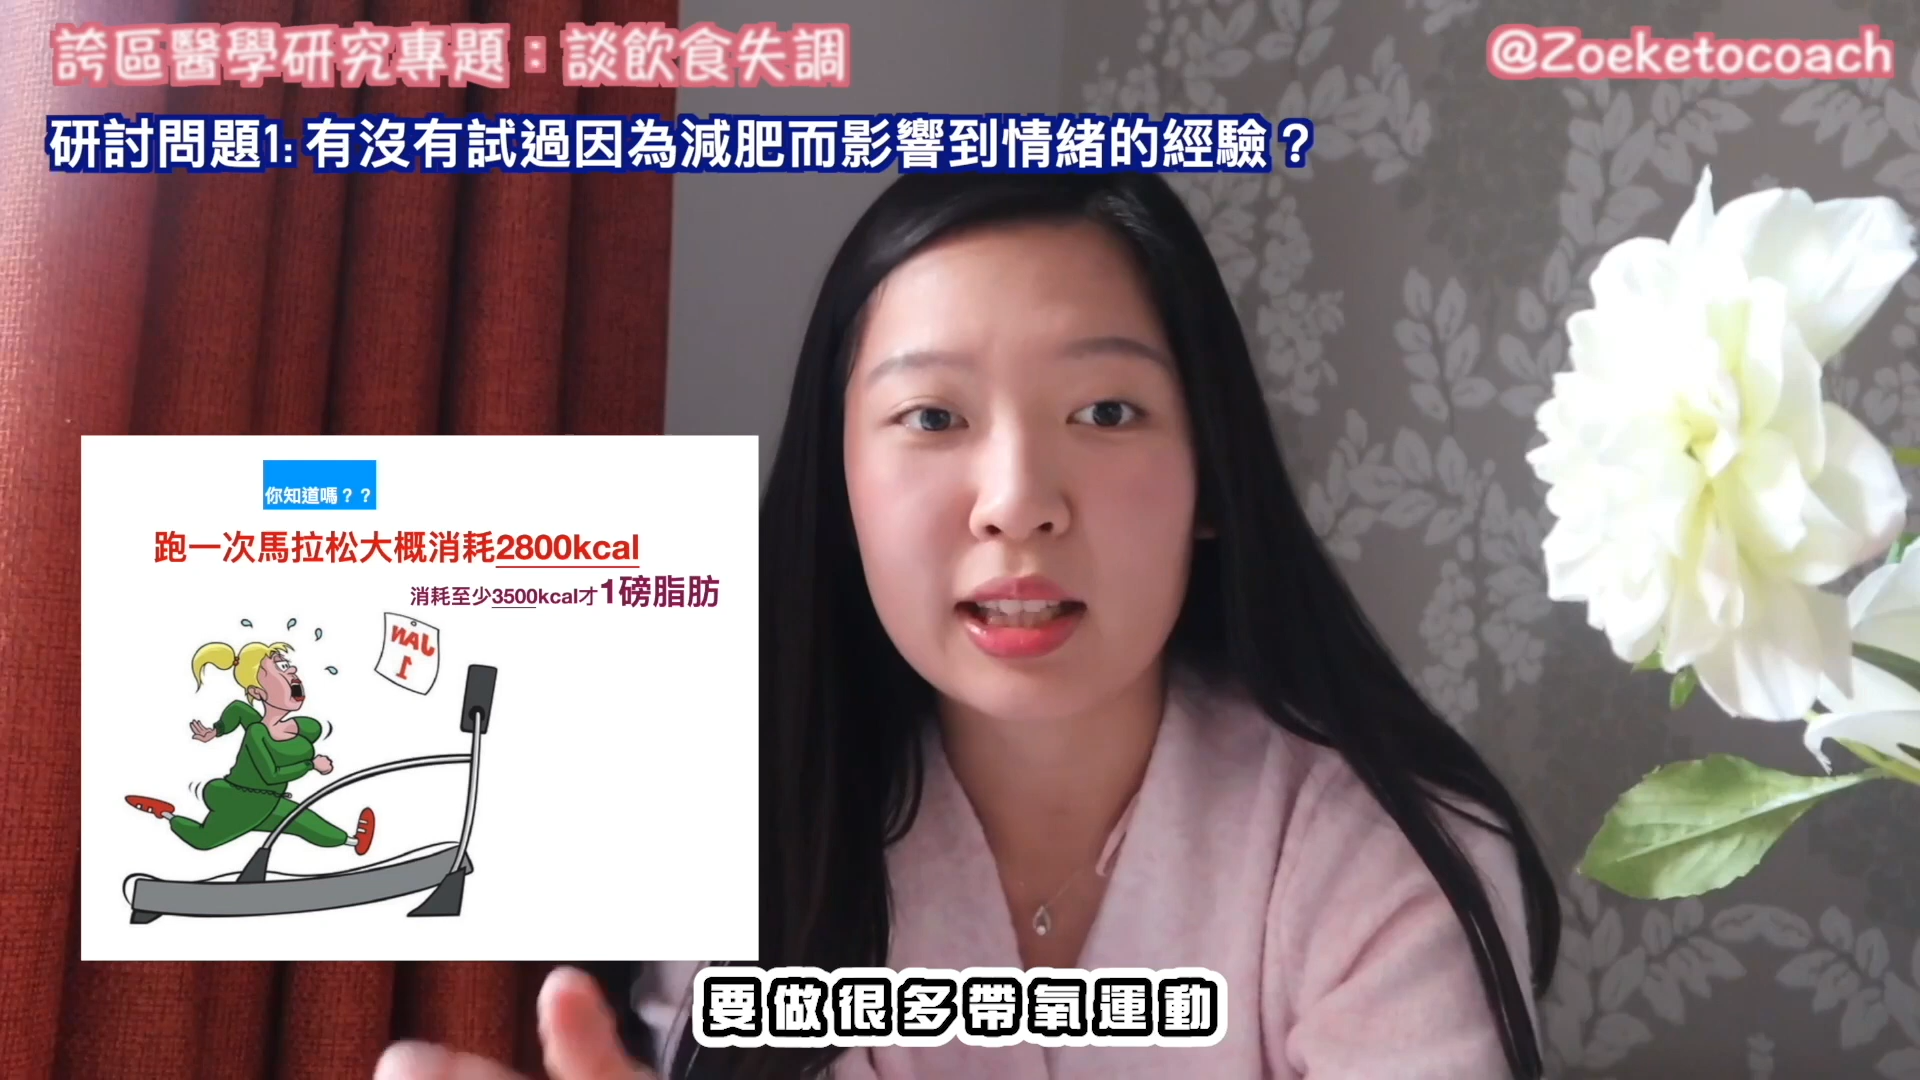 誇區醫學研究專題：談飲食失調
@Zoeketocoach
研討問題1: 有沒有試過因為減肥而影響到情緒的經驗？
你知道嗎？？
跑一次馬拉松大概消耗2800kcal
消耗至少3500kcal才1磅脂肪
JAN
1
要做很多帶氧運動